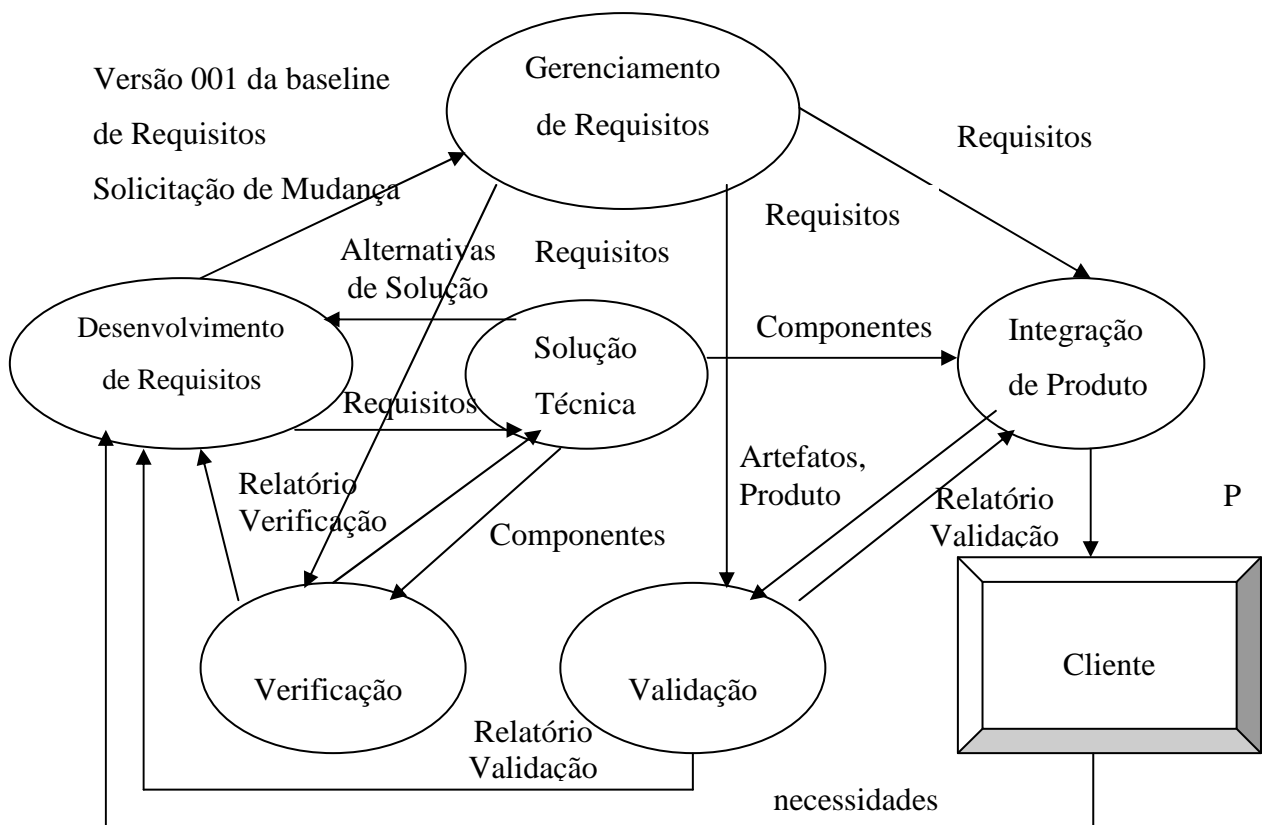 Gerenciamento
de Requisitos
Versão 001 da baseline
de Requisitos
Solicitação de Mudança
Requisitos
Requisitos
Alternativas
de Solução
Requisitos
Desenvolvimento
de Requisitos
Solução
Técnica
Componentes
Integração
de Produto
Requisitos
Relatório
Verificação
Componentes
Artefatos,
Produto
Relatório
Validação
P
Verificação
Validação
Cliente
Relatório
Validação
necessidades